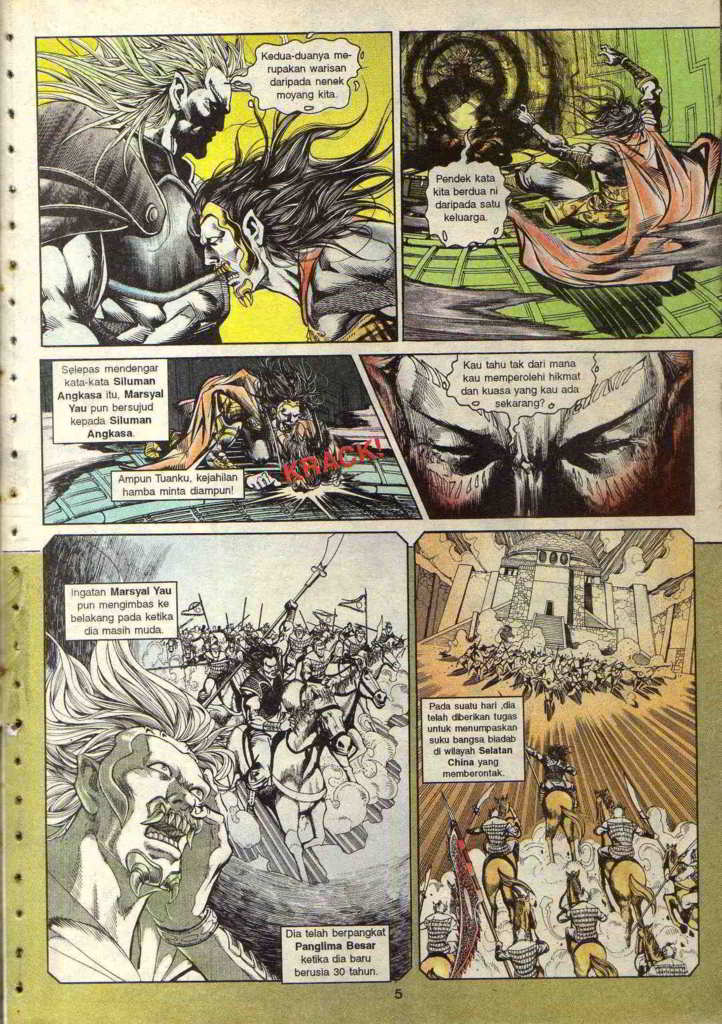 Kedua-duanya me-
rupakan warisan
daripada nenek
moyang kita.
Pendek kata
kita berdua ni
daripada satu
keluarga.
Selepas mendengar
kata-kata Siluman
Angkasa itu, Marsyal
Yau pun bersujud
kepada Siluman
Angkasa.
Ampun Tuanku, kejahilan
hamba minta diampun!
KRACK!
Kau tahu tak dari mana
kau memperolehi hikmat
dan kuasa yang kau ada
sekarang?
Ingatan Marsyal Yau
pun mengimbas ke
belakang pada ketika
dia masih muda.
Dia telah berpangkat
Panglima Besar
ketika dia baru
berusia 30 tahun.
Pada suatu hari ,dia
telah diberikan tugas
untuk menumpaskan
suku bangsa biadab
di wilayah Selatan
China yang
memberontak.
5